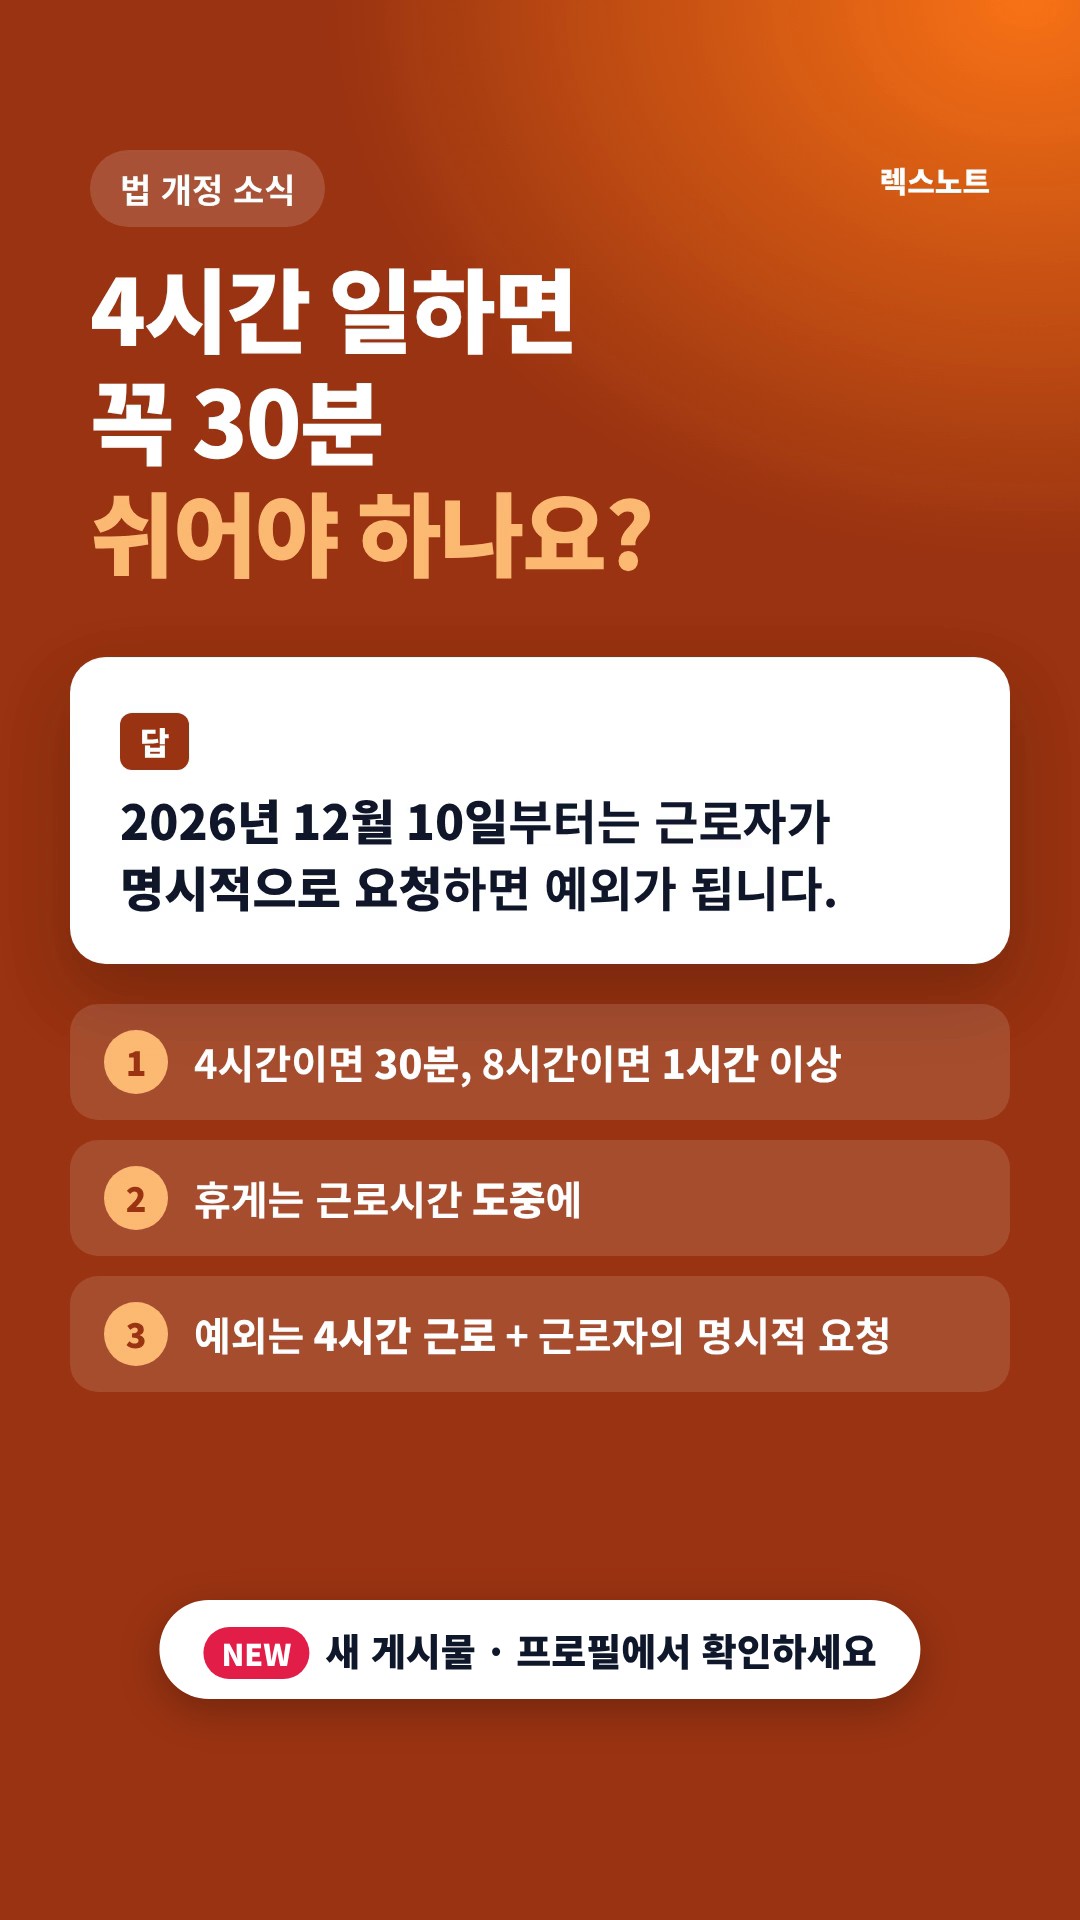 법 개정 소식
렉스노트
4시간 일하면
꼭 30분
쉬어야 하나요?
답
2026년 12월 10일부터는 근로자가
명시적으로 요청하면 예외가 됩니다.
1 4시간이면 30분, 8시간이면 1시간 이상
2 휴게는 근로시간 도중에
3 예외는 4시간 근로 + 근로자의 명시적 요청
NEW 새 게시물 · 프로필에서 확인하세요